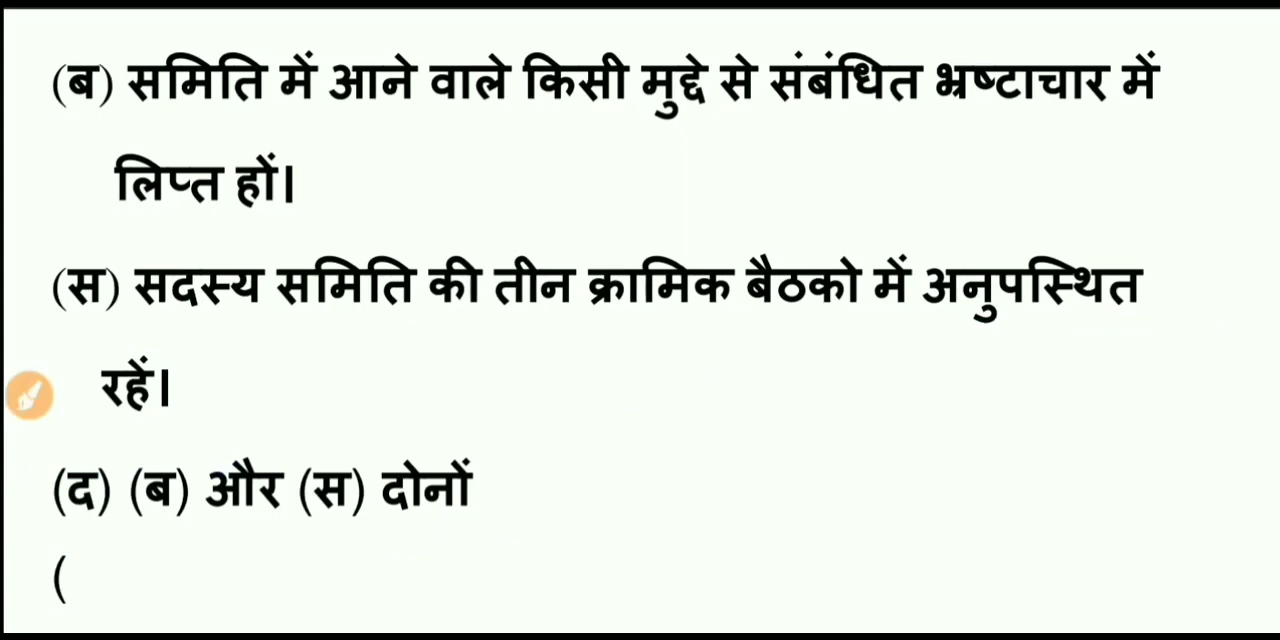 (ब) समिति में आने वाले किसी मुद्दे से संबंधित भ्रष्टाचार में
लिप्त हों।
(स) सदस्य समिति की तीन क्रामिक बैठको में अनुपस्थित
रहें।
(द) (ब) और (स) दोनों
(